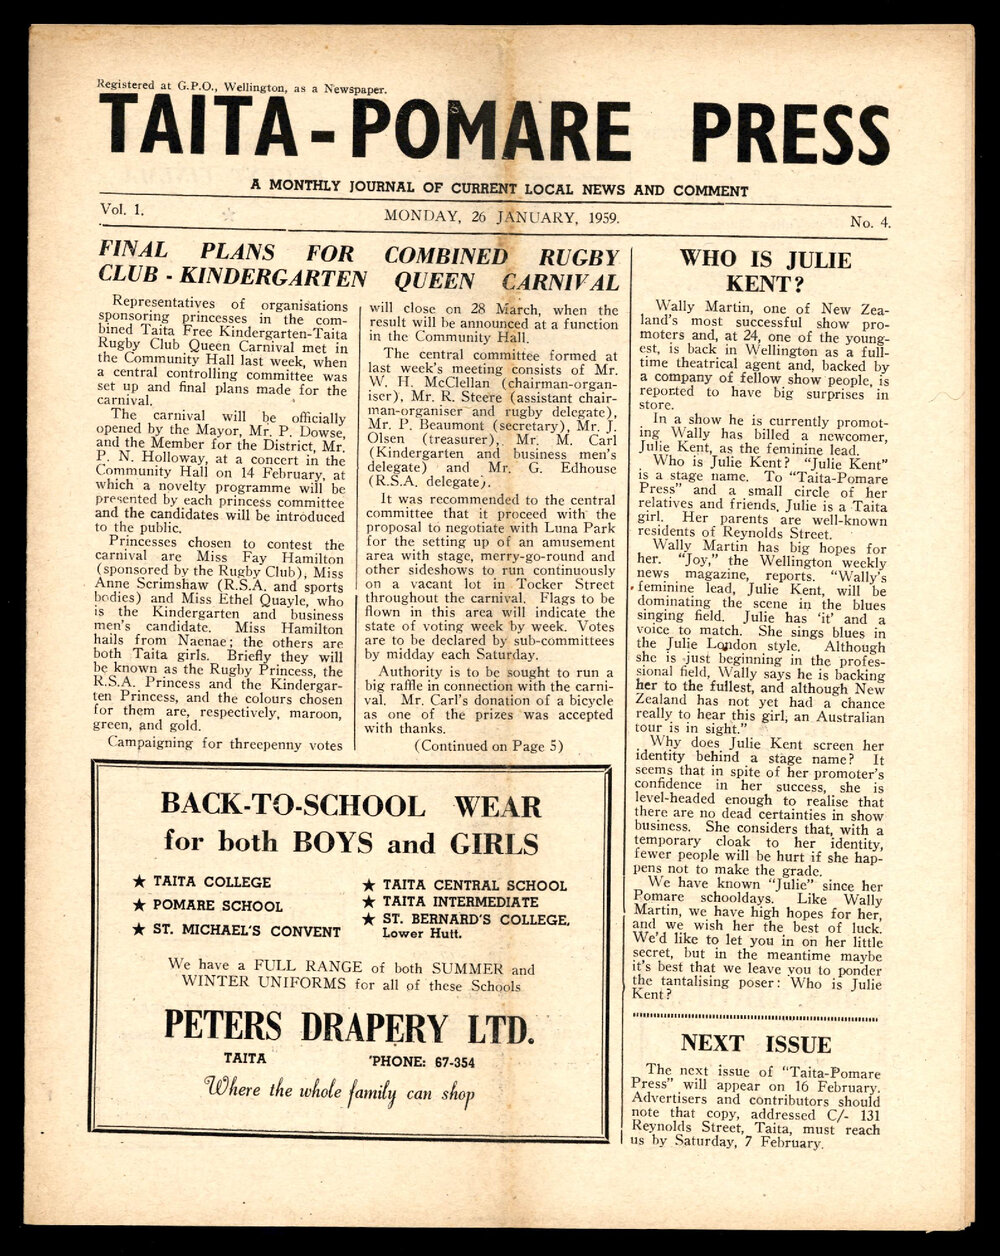 Registered at G.P.O., Wellington, as a Newspaper.
TAITA-POMARE PRESS
A MONTHLY JOURNAL OF CURRENT LOCAL NEWS AND COMMENT
Vol. 1.
MONDAY, 26 JANUARY, 1959.
No. 4.
FINAL PLANS FOR COMBINED RUGBY
CLUB - KINDERGARTEN QUEEN CARNIVAL
Representatives of organisations
sponsoring princesses in the com-
bined Taita Free Kindergarten-Taita
Rugby Club Queen Carnival met in
the Community Hall last week, when
a central controlling committee was
set up and final plans made for the
carnival.
The carnival will be officially
opened by the Mayor, Mr. P. Dowse,
and the Member for the District, Mr.
P. N. Holloway, at a concert in the
Community Hall on 14 February, at
which a novelty programme will be
presented by each princess committee
and the candidates will be introduced
to the public.
Princesses chosen to contest the
carnival are Miss Fay Hamilton
(sponsored by the Rugby Club), Miss
Anne Scrimshaw (R.S.A. and sports
bodies) and Miss Ethel Quayle, who
is the Kindergarten and business
men's candidate. Miss Hamilton
hails from Naenae; the others are
both Taita girls. Briefly they will
be known as the Rugby Princess, the
R.S.A. Princess and the Kindergar-
ten Princess, and the colours chosen
for them are, respectively, maroon,
green, and gold.
Campaigning for threepenny votes
will close on 28 March, when the
result will be announced at a function
in the Community Hall.
The central committee formed at
last week's meeting consists of Mr.
W. H. McClellan (chairman-organ-
iser), Mr. R. Steere (assistant chair-
man-organiser and rugby delegate),
Mr. P. Beaumont (secretary), Mr. J.
Olsen (treasurer), Mr. M. Carl
(Kindergarten and business men's
delegate) and Mr. G. Edhouse
(R.S.A. delegate).
It was recommended to the central
committee that it proceed with the
proposal to negotiate with Luna Park
for the setting up of an amusement
area with stage, merry-go-round and
other sideshows to run continuously
on a vacant lot in Tocker Street
throughout the carnival. Flags to be
flown in this area will indicate the
state of voting week by week. Votes
are to be declared by sub-committees
by midday each Saturday.
Authority is to be sought to run a
big raffle in connection with the carni-
val. Mr. Carl's donation of a bicycle
as one of the prizes was accepted
with thanks.
(Continued on Page 5)
BACK-TO-SCHOOL WEAR
for both BOYS and GIRLS
★ TAITA COLLEGE
★ POMARE SCHOOL
★ ST. MICHAEL'S CONVENT
★ TAITA CENTRAL SCHOOL
★ TAITA INTERMEDIATE
★ ST. BERNARD'S COLLEGE,
Lower Hutt.
We have a FULL RANGE of both SUMMER and
WINTER UNIFORMS for all of these Schools
PETERS DRAPERY LTD.
TAITA 'PHONE: 67-354
Where the whole family can shop
WHO IS JULIE
KENT?
Wally Martin, one of New Zea-
land's most successful show pro-
moters and, at 24, one of the young-
est, is back in Wellington as a full-
time theatrical agent and, backed by
a company of fellow show people, is
reported to have big surprises in
store.
In a show he is currently promot-
ing Wally has billed a newcomer,
Julie Kent, as the feminine lead.
Who is Julie Kent? "Julie Kent"
is a stage name. To "Taita-Pomare
Press" and a small circle of her
relatives and friends, Julie is a Taita
girl. Her parents are well-known
residents of Reynolds Street.
Wally Martin has big hopes for
her. "Joy," the Wellington weekly
news magazine, reports. "Wally's
feminine lead, Julie Kent, will be
dominating the scene in the blues
singing field. Julie has 'it' and a
voice to match. She sings blues in
the Julie London style. Although
she is just beginning in the profes-
sional field, Wally says he is backing
her to the fullest, and although New
Zealand has not yet had a chance
really to hear this girl, an Australian
tour is in sight."
Why does Julie Kent screen her
identity behind a stage name? It
seems that in spite of her promoter's
confidence in her success, she is
level-headed enough to realise that
there are no dead certainties in show
business. She considers that, with a
temporary cloak to her identity,
fewer people will be hurt if she hap-
pens not to make the grade.
We have known "Julie" since her
Pomare schooldays. Like Wally
Martin, we have high hopes for her,
and we wish her the best of luck.
We'd like to let you in on her little
secret, but in the meantime maybe
it's best that we leave you to ponder
the tantalising poser: Who is Julie
Kent?
NEXT ISSUE
The next issue of "Taita-Pomare
Press" will appear on 16 February.
Advertisers and contributors should
note that copy, addressed C/- 131
Reynolds Street, Taita, must reach
us by Saturday, 7 February.